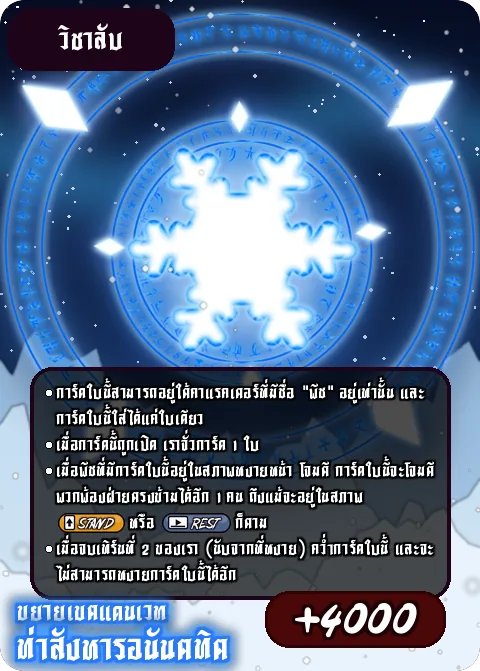 วิชาลับ
• การ์ดใบนี้สามารถอยู่ใต้คาแรคเตอร์ที่มีชื่อ "พีช" อยู่เท่านั้น และ
การ์ดใบนี้ใส่ได้แค่ใบเดียว
• เมื่อการ์ดนี้ถูกเปิด เราจั่วการ์ด 1 ใบ
• เมื่อพีชที่มีการ์ดใบนี้อยู่ในสภาพหงายหน้า โจมตี การ์ดใบนี้จะโจมตี
พวกพ้องฝ่ายตรงข้ามได้อีก 1 คน ถึงแม้จะอยู่ในสภาพ
STAND หรือ REST ก็ตาม
• เมื่อจบเทิร์นที่ 2 ของเรา (นับจากที่หงาย) คว่ำการ์ดใบนี้ และจะ
ไม่สามารถหงายการ์ดใบนี้ได้อีก
ขยายเขตแดนเวท
ท่าสังหารอนันตทิศ
+4000